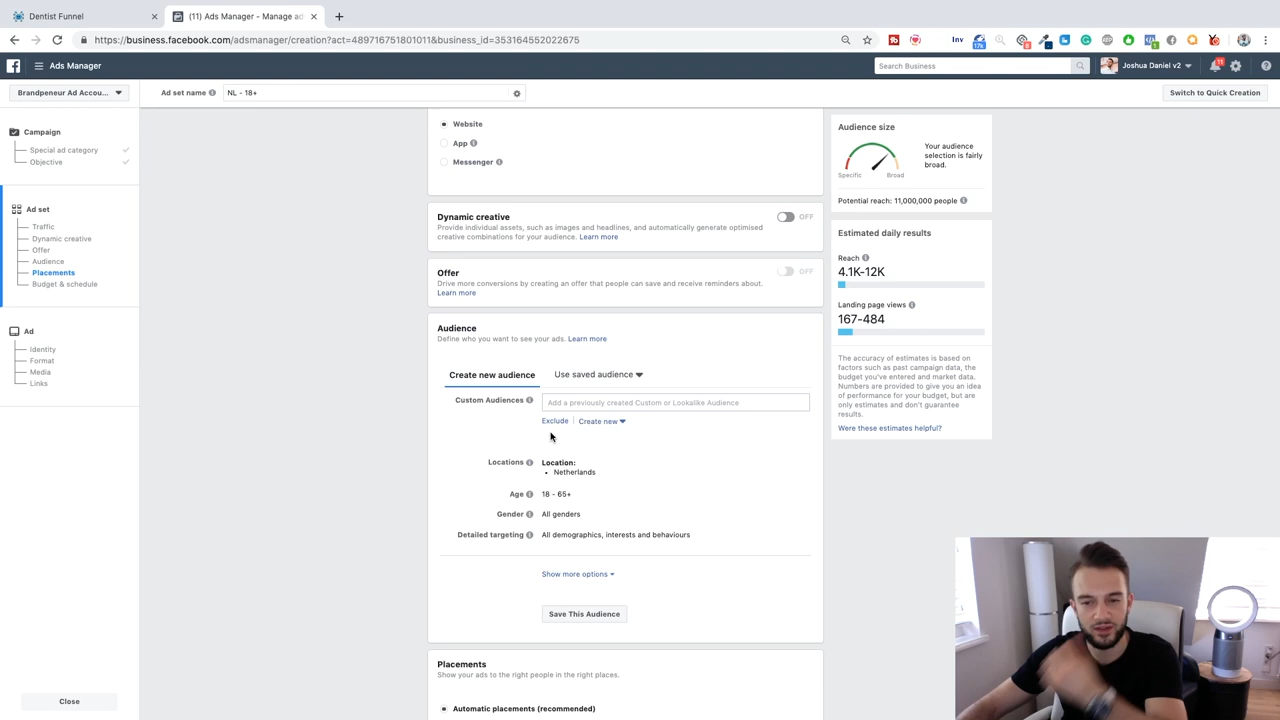 Dentist Funnel
(11) Ads Manager - Manage ad
https://business.facebook.com/adsmanager/creation?act=489716751801011&business_id=353164552022675
Inv
Ads Manager
Search Business
Joshua Daniel v2
11
Brandpeneur Ad Accou...
Ad set name
NL - 18+
Switch to Quick Creation
Campaign
Special ad category
Objective
Ad set
Traffic
Dynamic creative
Offer
Audience
Placements
Budget & schedule
Ad
Identity
Format
Media
Links
Close
Website
App
Messenger
Dynamic creative
OFF
Provide individual assets, such as images and headlines, and automatically generate optimised
creative combinations for your audience. Learn more
Offer
OFF
Drive more conversions by creating an offer that people can save and receive reminders about.
Learn more
Audience
Define who you want to see your ads. Learn more
Create new audience
Use saved audience
Custom Audiences
Add a previously created Custom or Lookalike Audience
Exclude
Create new
Locations
Location:
Netherlands
Age
18 - 65+
Gender
All genders
Detailed targeting
All demographics, interests and behaviours
Show more options
Save This Audience
Placements
Show your ads to the right people in the right places.
Automatic placements (recommended)
Audience size
Your audience
selection is fairly
broad.
Specific
Broad
Potential reach: 11,000,000 people
Estimated daily results
Reach
4.1K-12K
Landing page views
167-484
The accuracy of estimates is based on
factors such as past campaign data, the
budget you've entered and market data.
Numbers are provided to give you an idea
of performance for your budget, but are
only estimates and don't guarantee
results.
Were these estimates helpful?